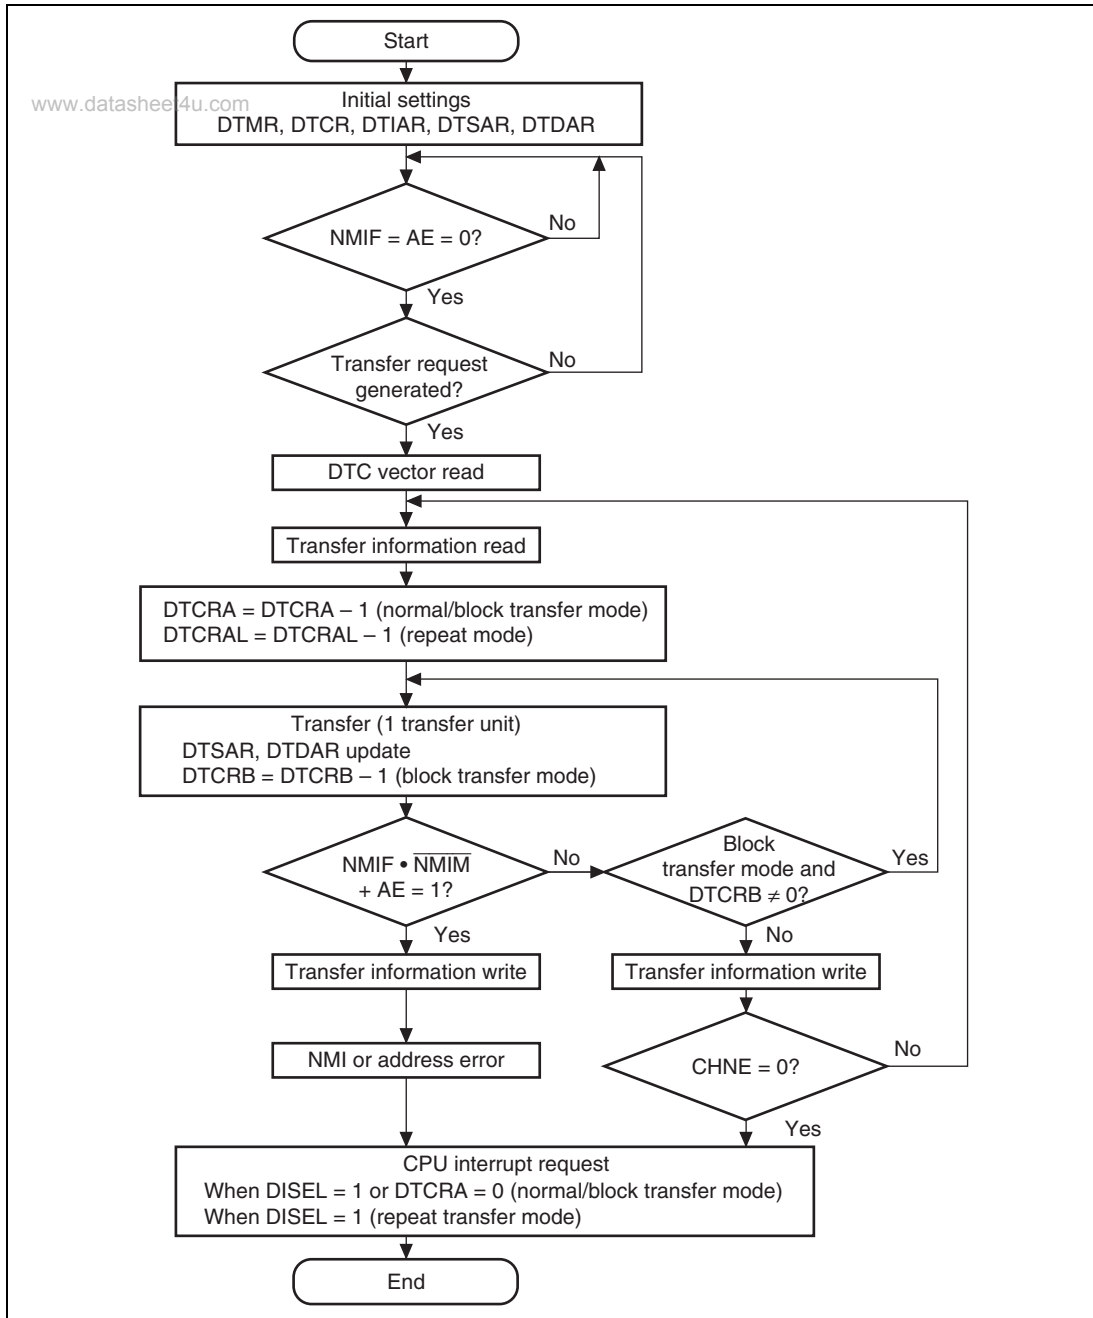 Start
www.datasheet4u.com
Initial settings
DTMR, DTCR, DTIAR, DTSAR, DTDAR
NMIF = AE = 0?
No
Yes
Transfer request
generated?
No
Yes
DTC vector read
Transfer information read
DTCRA = DTCRA – 1 (normal/block transfer mode)
DTCRAL = DTCRAL – 1 (repeat mode)
Transfer (1 transfer unit)
DTSAR, DTDAR update
DTCRB = DTCRB – 1 (block transfer mode)
NMIF • N̅M̅I̅M̅
+ AE = 1?
No
Yes
Block
transfer mode and
DTCRB ≠ 0?
Yes
No
Transfer information write
Transfer information write
NMI or address error
CHNE = 0?
No
Yes
CPU interrupt request
When DISEL = 1 or DTCRA = 0 (normal/block transfer mode)
When DISEL = 1 (repeat transfer mode)
End